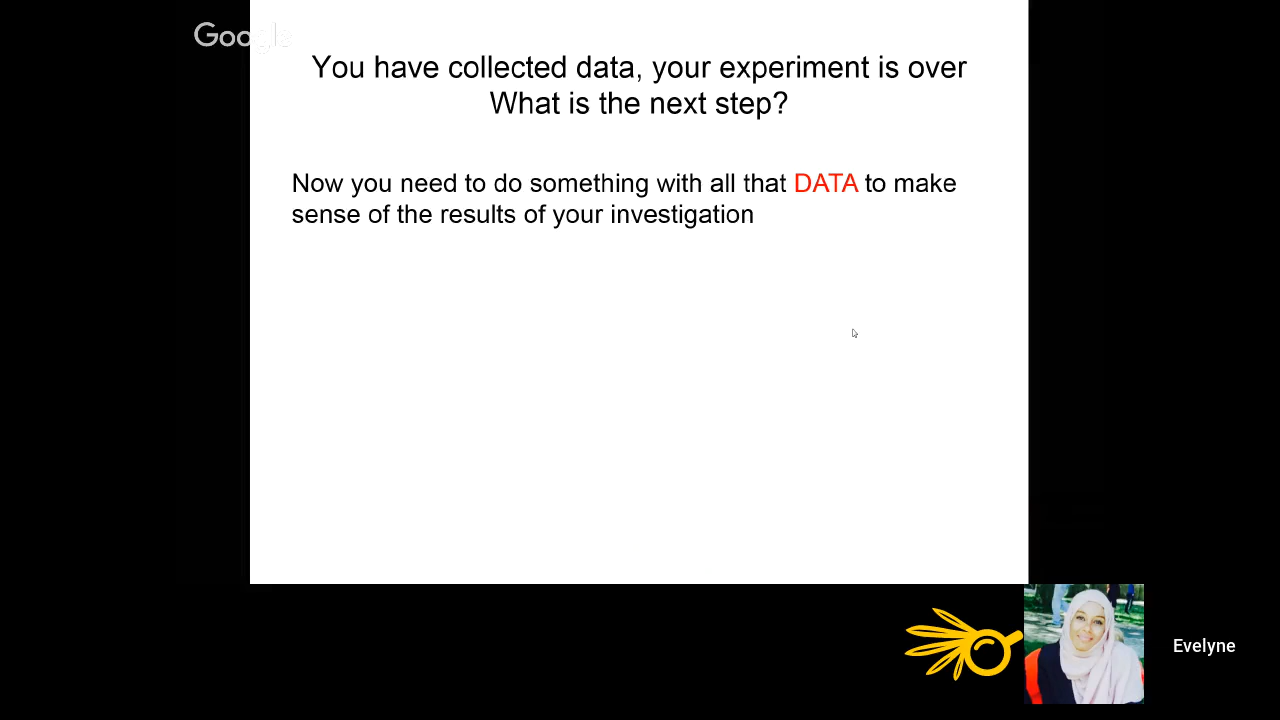 Google
You have collected data, your experiment is over
What is the next step?
Now you need to do something with all that DATA to make
sense of the results of your investigation
Evelyne